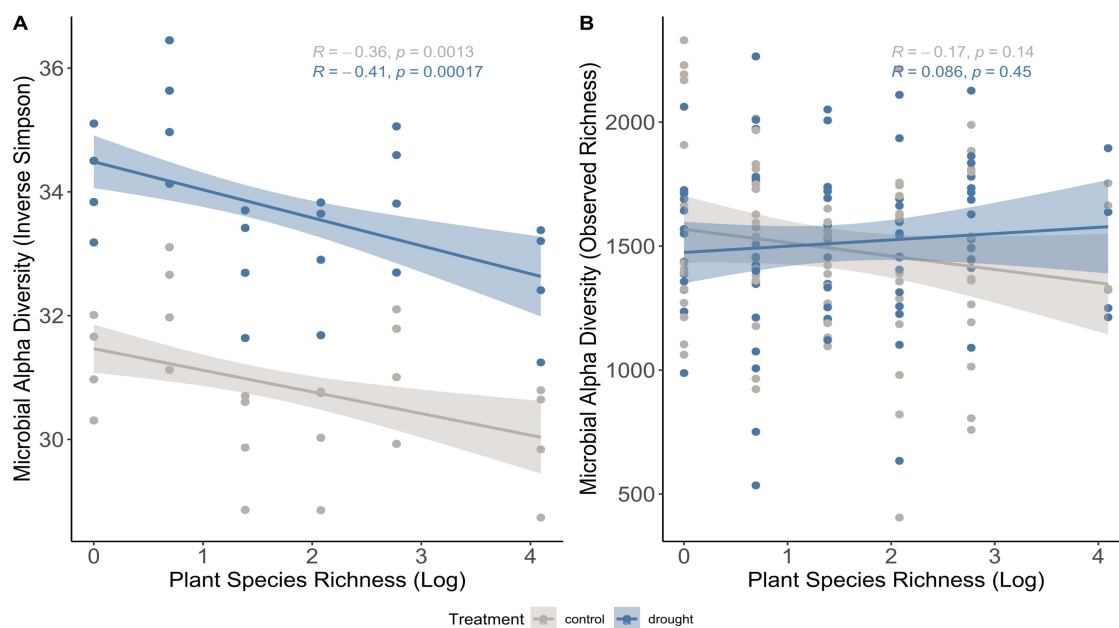 A
R = − 0.36, p = 0.0013
R = − 0.41, p = 0.00017
Microbial Alpha Diversity (Inverse Simpson)
36
34
32
30
0 1 2 3 4
Plant Species Richness (Log)
B
R = − 0.17, p = 0.14
R = 0.086, p = 0.45
Microbial Alpha Diversity (Observed Richness)
2000
1500
1000
500
0 1 2 3 4
Plant Species Richness (Log)
Treatment control drought